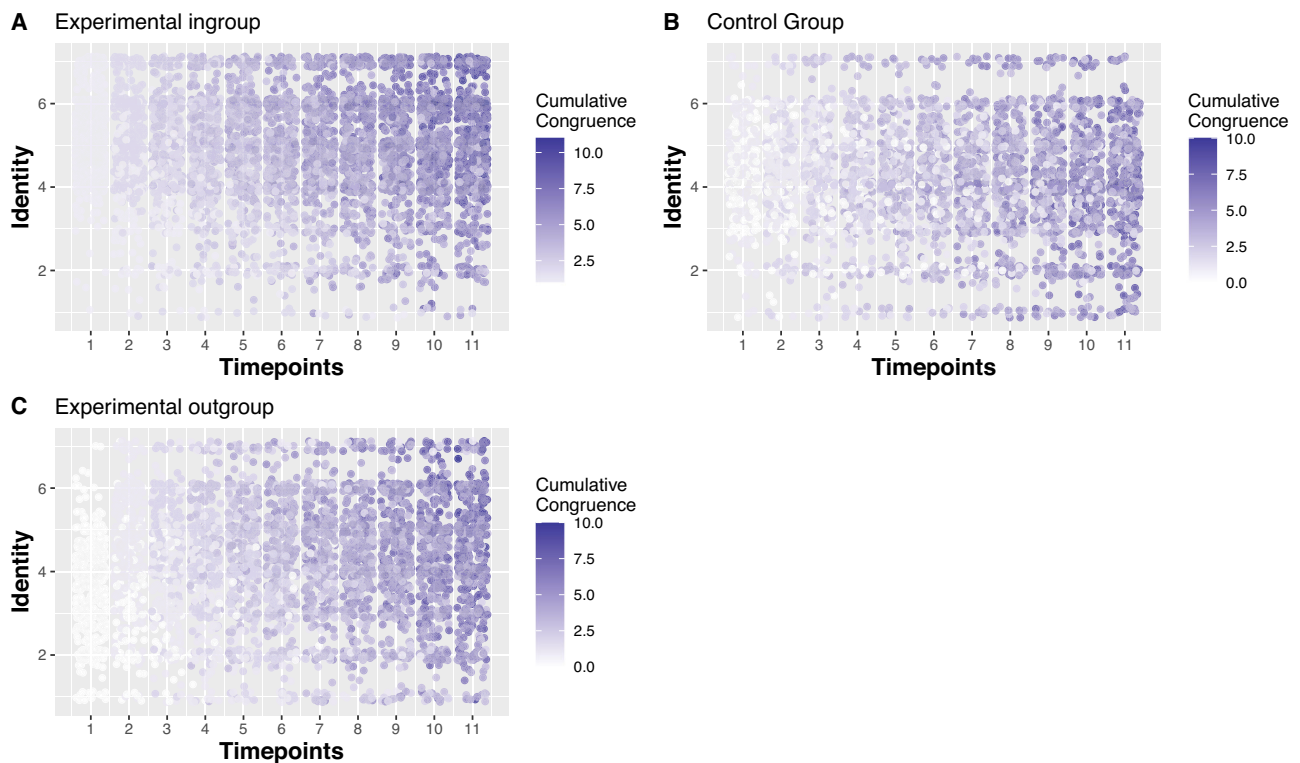 A Experimental ingroup
Identity
6
4
2
1 2 3 4 5 6 7 8 9 10 11
Timepoints
Cumulative
Congruence
10.0
7.5
5.0
2.5
B Control Group
Identity
6
4
2
1 2 3 4 5 6 7 8 9 10 11
Timepoints
Cumulative
Congruence
10.0
7.5
5.0
2.5
0.0
C Experimental outgroup
Identity
6
4
2
1 2 3 4 5 6 7 8 9 10 11
Timepoints
Cumulative
Congruence
10.0
7.5
5.0
2.5
0.0